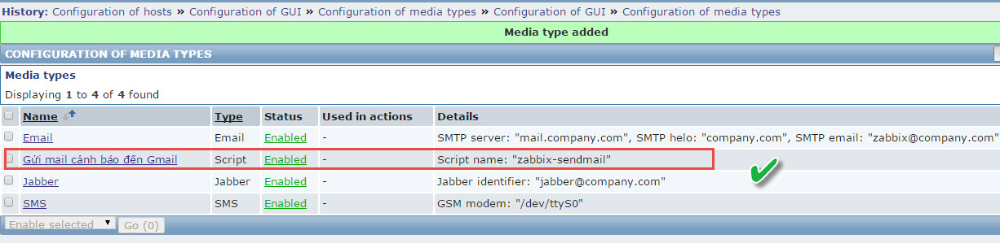 History: Configuration of hosts » Configuration of GUI » Configuration of media types » Configuration of GUI » Configuration of media types
Media type added
CONFIGURATION OF MEDIA TYPES
Media types
Displaying 1 to 4 of 4 found
Name Type Status Used in actions Details
Email Email Enabled - SMTP server: "mail.company.com", SMTP helo: "company.com", SMTP email: "zabbix@company.com"
Gửi mail cảnh báo đến Gmail Script Enabled - Script name: "zabbix-sendmail"
Jabber Jabber Enabled - Jabber identifier: "jabber@company.com"
SMS SMS Enabled - GSM modem: "/dev/ttyS0"
Enable selected Go (0)